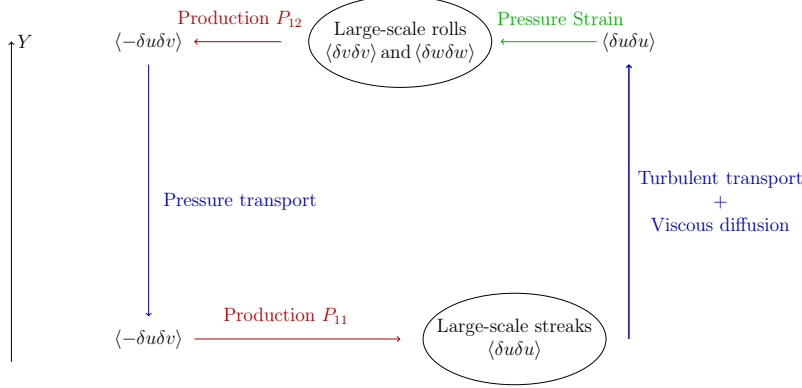 Production P₁₂
Large-scale rolls
Pressure Strain
Y
⟨−δuδv⟩
⟨δvδv⟩ and ⟨δwδw⟩
⟨δuδu⟩
Pressure transport
Turbulent transport
+
Viscous diffusion
Production P₁₁
Large-scale streaks
⟨−δuδv⟩
⟨δuδu⟩